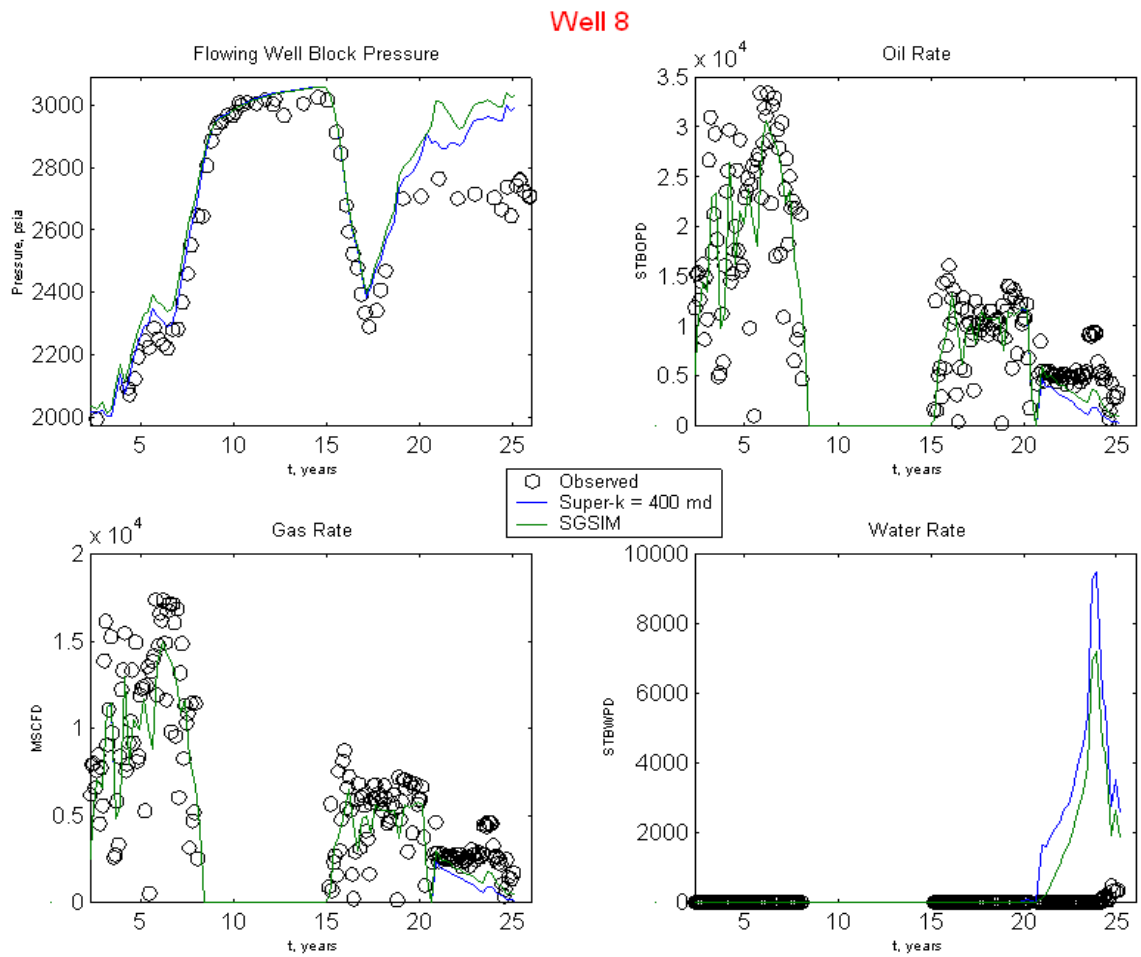 Well 8
Flowing Well Block Pressure
Pressure, psia
3000
2800
2600
2400
2200
2000
5 10 15 20 25
t, years
Oil Rate
x 10^4
STBOPD
3.5
3
2.5
2
1.5
1
0.5
0
5 10 15 20 25
t, years
Observed
Super-k = 400 md
SGSIM
Gas Rate
x 10^4
MSCFD
2
1.5
1
0.5
0
5 10 15 20 25
t, years
Water Rate
STBWPD
10000
8000
6000
4000
2000
0
5 10 15 20 25
t, years